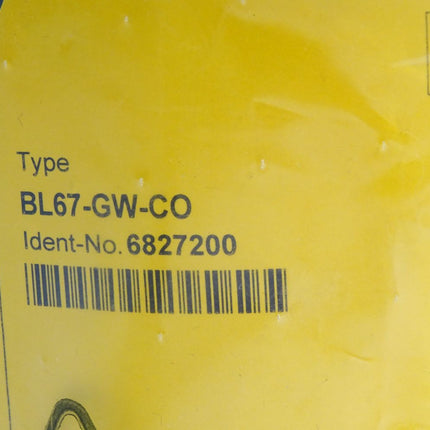 Type
BL67-GW-CO
Ident-No. 6827200